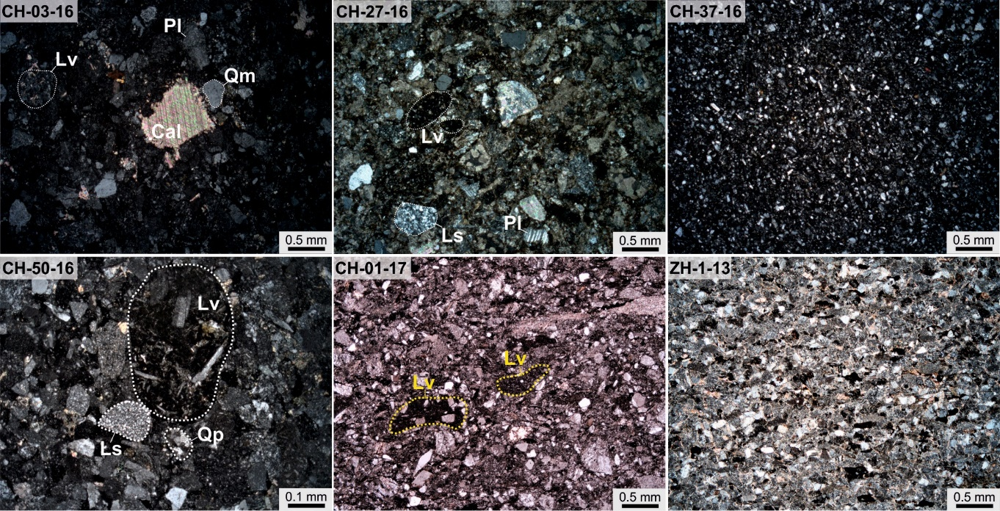 CH-03-16
Pl
Lv
Qm
Cal
0.5 mm
CH-27-16
Lv
Ls
Pl
0.5 mm
CH-37-16
0.5 mm
CH-50-16
Lv
Ls
Qp
0.1 mm
CH-01-17
Lv
Lv
0.5 mm
ZH-1-13
0.5 mm